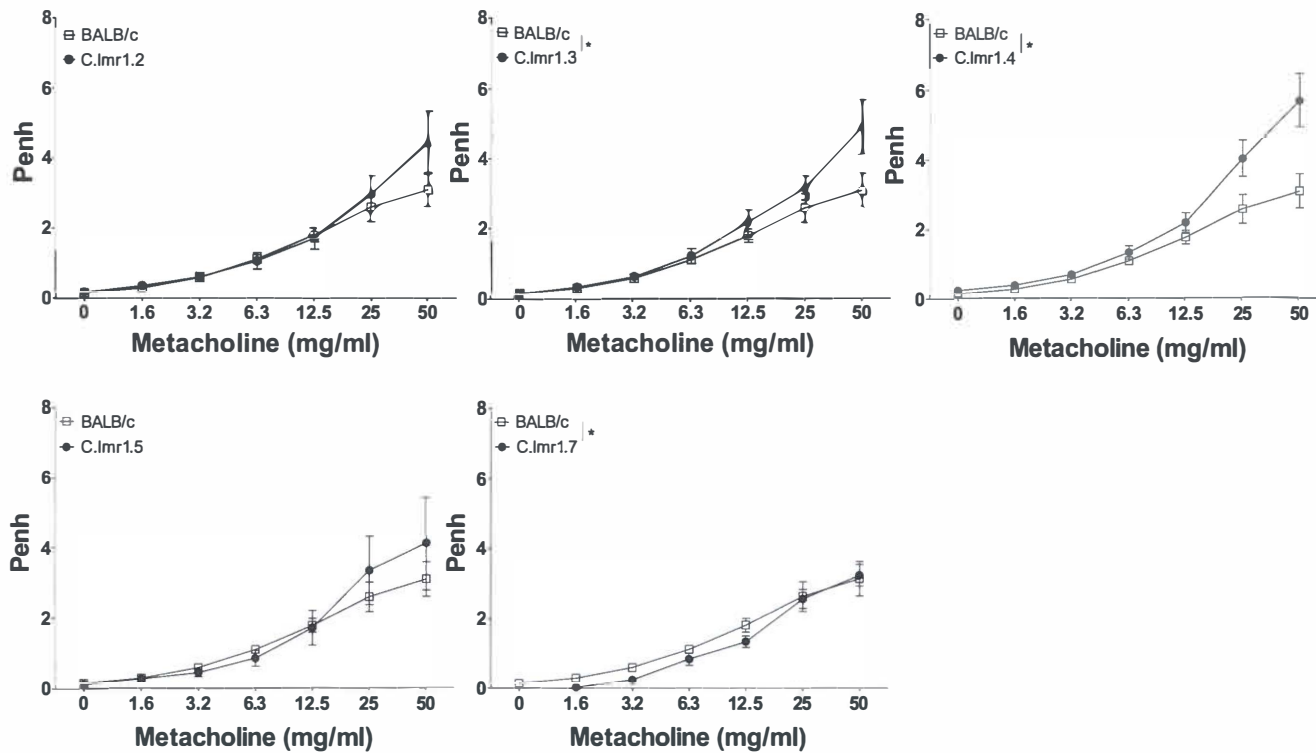 8
BALB/c
C.lmr1.2
6
4
2
0
Penh
0 1.6 3.2 6.3 12.5 25 50
Metacholine (mg/ml)
8
BALB/c
C.lmr1.3
*
6
4
2
0
Penh
0 1.6 3.2 6.3 12.5 25 50
Metacholine (mg/ml)
8
BALB/c
C.lmr1.4
*
6
4
2
0
Penh
0 1.6 3.2 6.3 12.5 25 50
Metacholine (mg/ml)
8
BALB/c
C.lmr1.5
6
4
2
0
Penh
0 1.6 3.2 6.3 12.5 25 50
Metacholine (mg/ml)
8
BALB/c
C.lmr1.7
*
6
4
2
0
Penh
0 1.6 3.2 6.3 12.5 25 50
Metacholine (mg/ml)